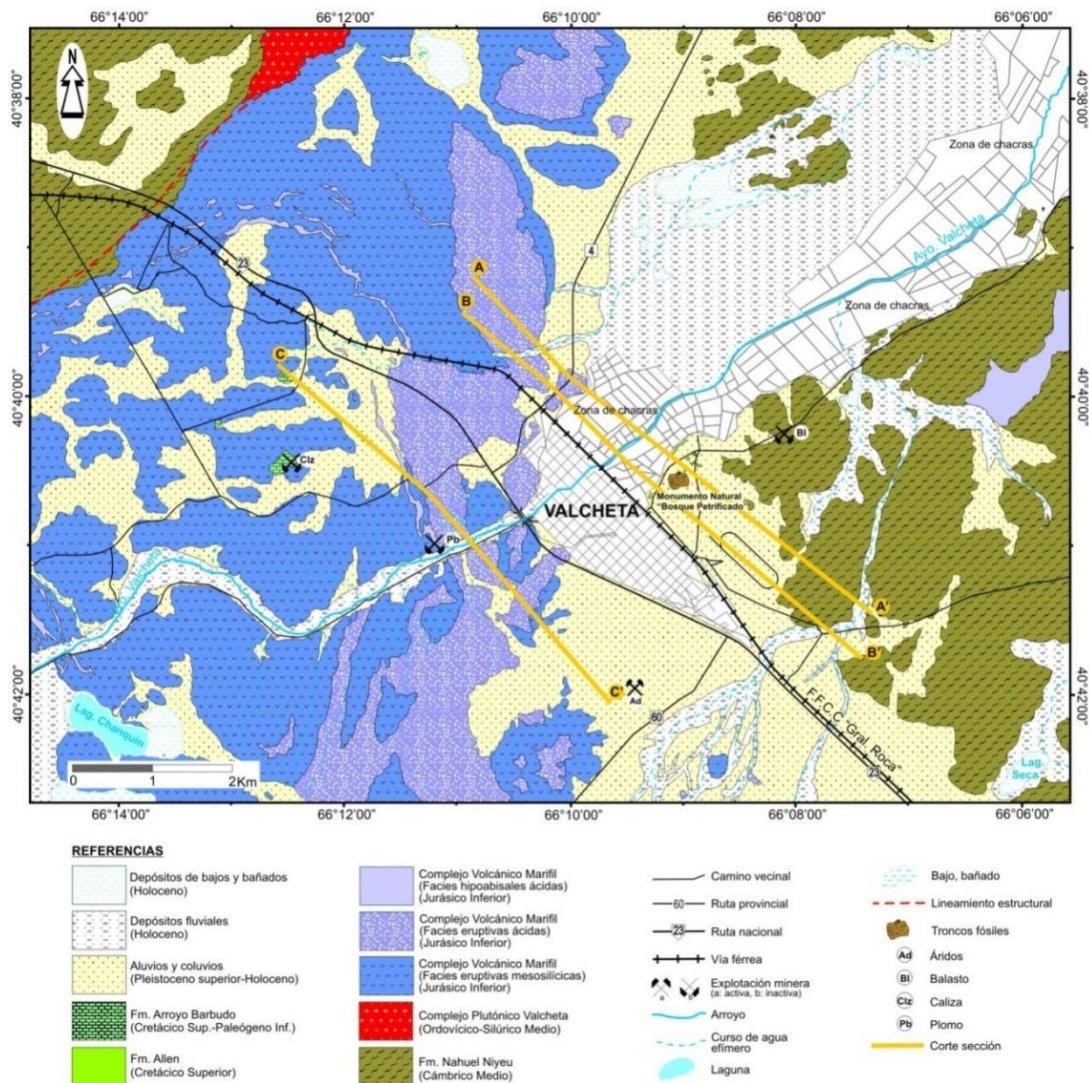 66°14'00" 66°12'00" 66°10'00" 66°08'00" 66°06'00"
N
40°38'00"
40°30'00"
Zona de chacras
Zona de chacras
Ayo. Valcheta
4
23
A
B
Zona de chacras
C
40°40'00"
40°40'00"
Zona de chacras
Bl
Clz
Monumento Natural
"Bosque Petrificado"
VALCHETA
Pb
Ayo. Valcheta
A'
B'
C'
Ad
40°42'00"
40°42'00"
60
F.F.C.C. "Gral. Roca"
Lag. Chanquín
Lag.
Seca
23
0 1 2Km
66°14'00" 66°12'00" 66°10'00" 66°08'00" 66°06'00"
REFERENCIAS
Depósitos de bajos y bañados
(Holoceno)
Depósitos fluviales
(Holoceno)
Aluvios y coluvios
(Pleistoceno superior-Holoceno)
Fm. Arroyo Barbudo
(Cretácico Sup.-Paleógeno Inf.)
Fm. Allen
(Cretácico Superior)
Complejo Volcánico Marifil
(Facies hipoabisales ácidas)
(Jurásico Inferior)
Complejo Volcánico Marifil
(Facies eruptivas ácidas)
(Jurásico Inferior)
Complejo Volcánico Marifil
(Facies eruptivas mesosilícicas)
(Jurásico Inferior)
Complejo Plutónico Valcheta
(Ordovícico-Silúrico Medio)
Fm. Nahuel Niyeu
(Cámbrico Medio)
Camino vecinal
60 Ruta provincial
23 Ruta nacional
Vía férrea
Explotación minera
(a: activa, b: inactiva)
a b
Arroyo
Curso de agua
efímero
Laguna
Bajo, bañado
Lineamiento estructural
Troncos fósiles
Ad Áridos
Bl Balasto
Clz Caliza
Pb Plomo
Corte sección